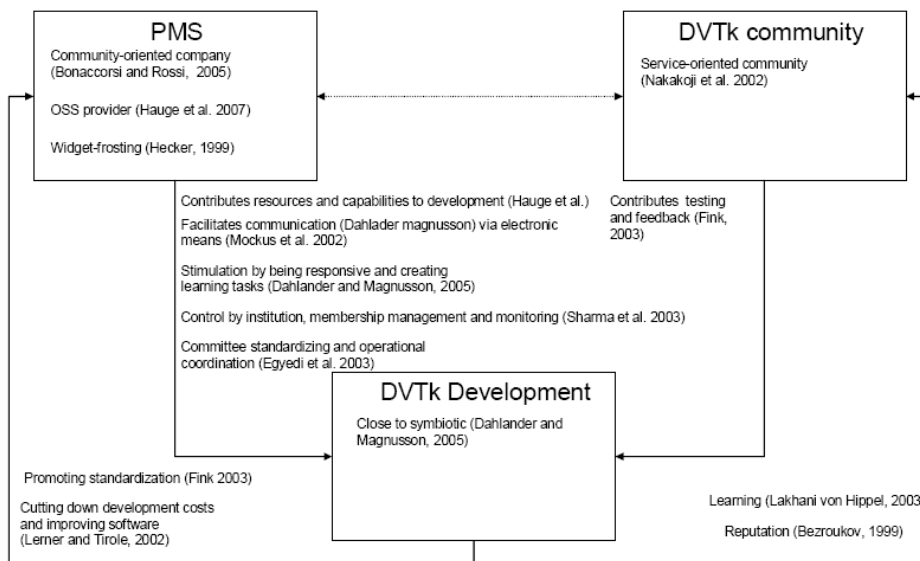 PMS
Community-oriented company
(Bonaccorsi and Rossi, 2005)
OSS provider (Hauge et al. 2007)
Widget-frosting (Hecker, 1999)
DVTk community
Service-oriented community
(Nakakoji et al. 2002)
Contributes resources and capabilities to development (Hauge et al.)
Facilitates communication (Dahlader magnusson) via electronic
means (Mockus et al. 2002)
Stimulation by being responsive and creating
learning tasks (Dahlander and Magnusson, 2005)
Control by institution, membership management and monitoring (Sharma et al. 2003)
Committee standardizing and operational
coordination (Egyedi et al. 2003)
Contributes testing
and feedback (Fink,
2003)
DVTk Development
Close to symbiotic (Dahlander and
Magnusson, 2005)
Promoting standardization (Fink 2003)
Cutting down development costs
and improving software
(Lerner and Tirole, 2002)
Learning (Lakhani von Hippel, 2003
Reputation (Bezroukov, 1999)